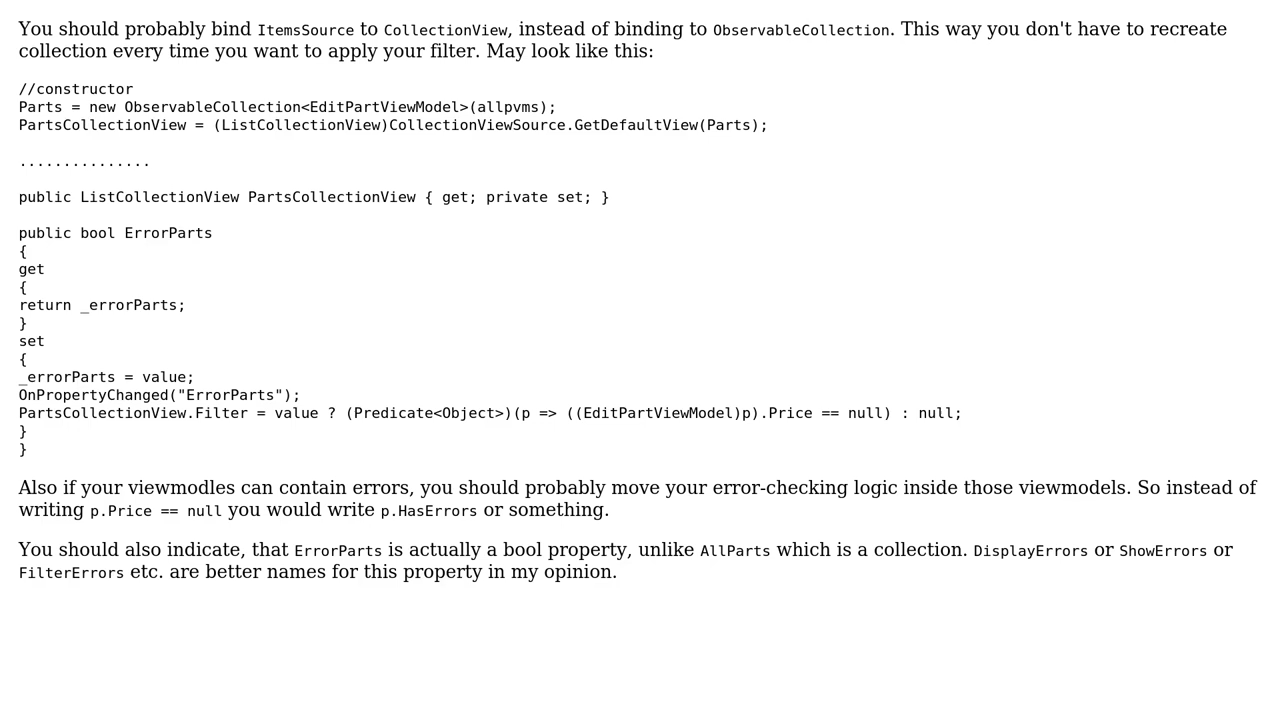 You should probably bind ItemsSource to CollectionView, instead of binding to ObservableCollection. This way you don't have to recreate
collection every time you want to apply your filter. May look like this:
//constructor
Parts = new ObservableCollection<EditPartViewModel>(allpvms);
PartsCollectionView = (ListCollectionView)CollectionViewSource.GetDefaultView(Parts);
...............
public ListCollectionView PartsCollectionView { get; private set; }
public bool ErrorParts
{
get
{
return _errorParts;
}
set
{
_errorParts = value;
OnPropertyChanged("ErrorParts");
PartsCollectionView.Filter = value ? (Predicate<Object>)(p => ((EditPartViewModel)p).Price == null) : null;
}
}
Also if your viewmodles can contain errors, you should probably move your error-checking logic inside those viewmodels. So instead of
writing p.Price == null you would write p.HasErrors or something.
You should also indicate, that ErrorParts is actually a bool property, unlike AllParts which is a collection. DisplayErrors or ShowErrors or
FilterErrors etc. are better names for this property in my opinion.